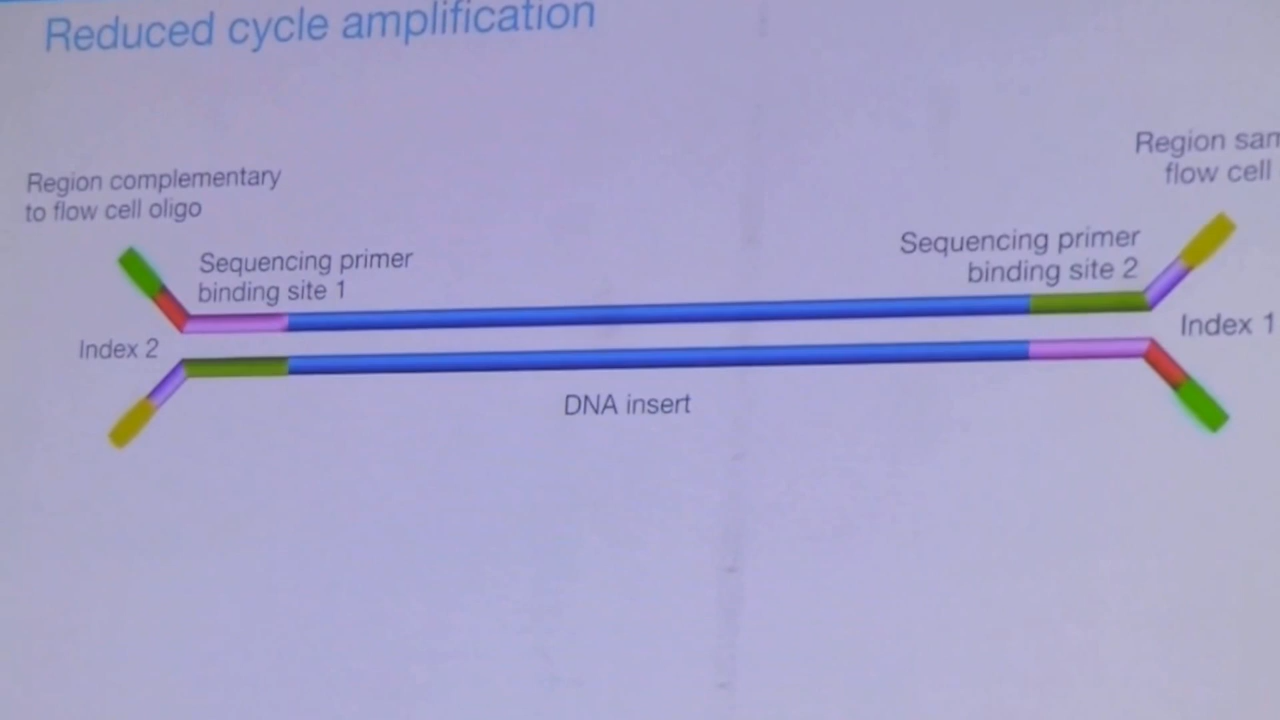 Reduced cycle amplification
Region complementary
to flow cell oligo
Region
flow cell
Sequencing primer
binding site 1
Sequencing primer
binding site 2
Index 2
Index 1
DNA insert